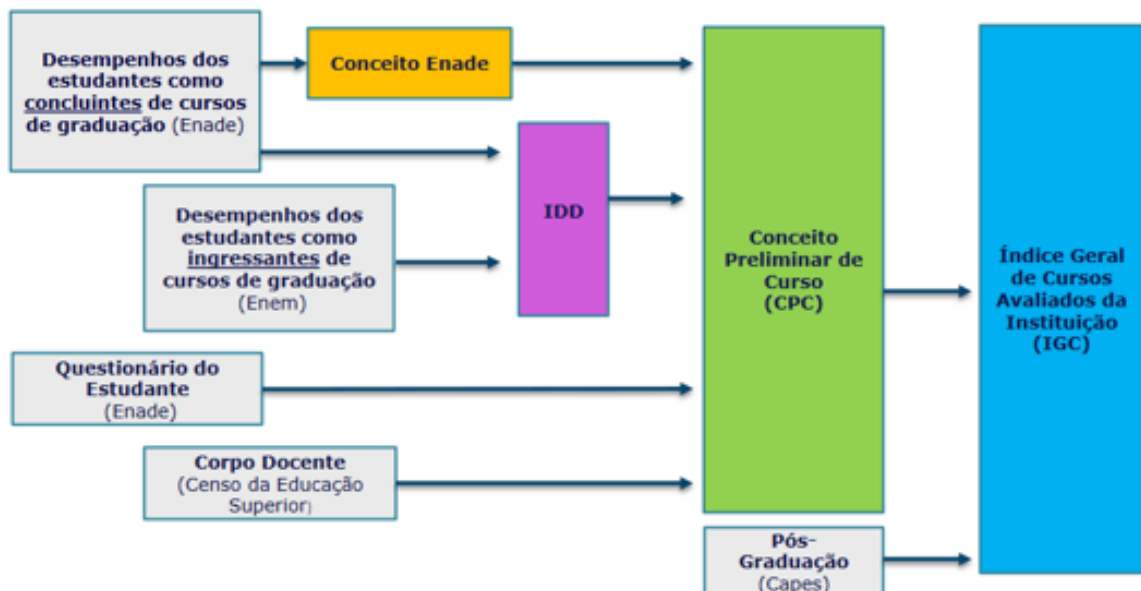 Desempenhos dos
estudantes como
concluintes de cursos
de graduação (Enade)
Conceito Enade
Desempenhos dos
estudantes como
ingressantes de
cursos de graduação
(Enem)
IDD
Questionário do
Estudante
(Enade)
Corpo Docente
(Censo da Educação
Superior)
Conceito
Preliminar de
Curso
(CPC)
Pós-
Graduação
(Capes)
Índice Geral
de Cursos
Avaliados da
Instituição
(IGC)